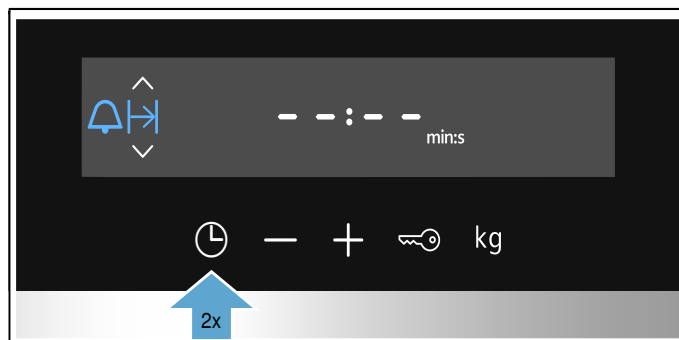 – –:– –
min:s
kg
2x